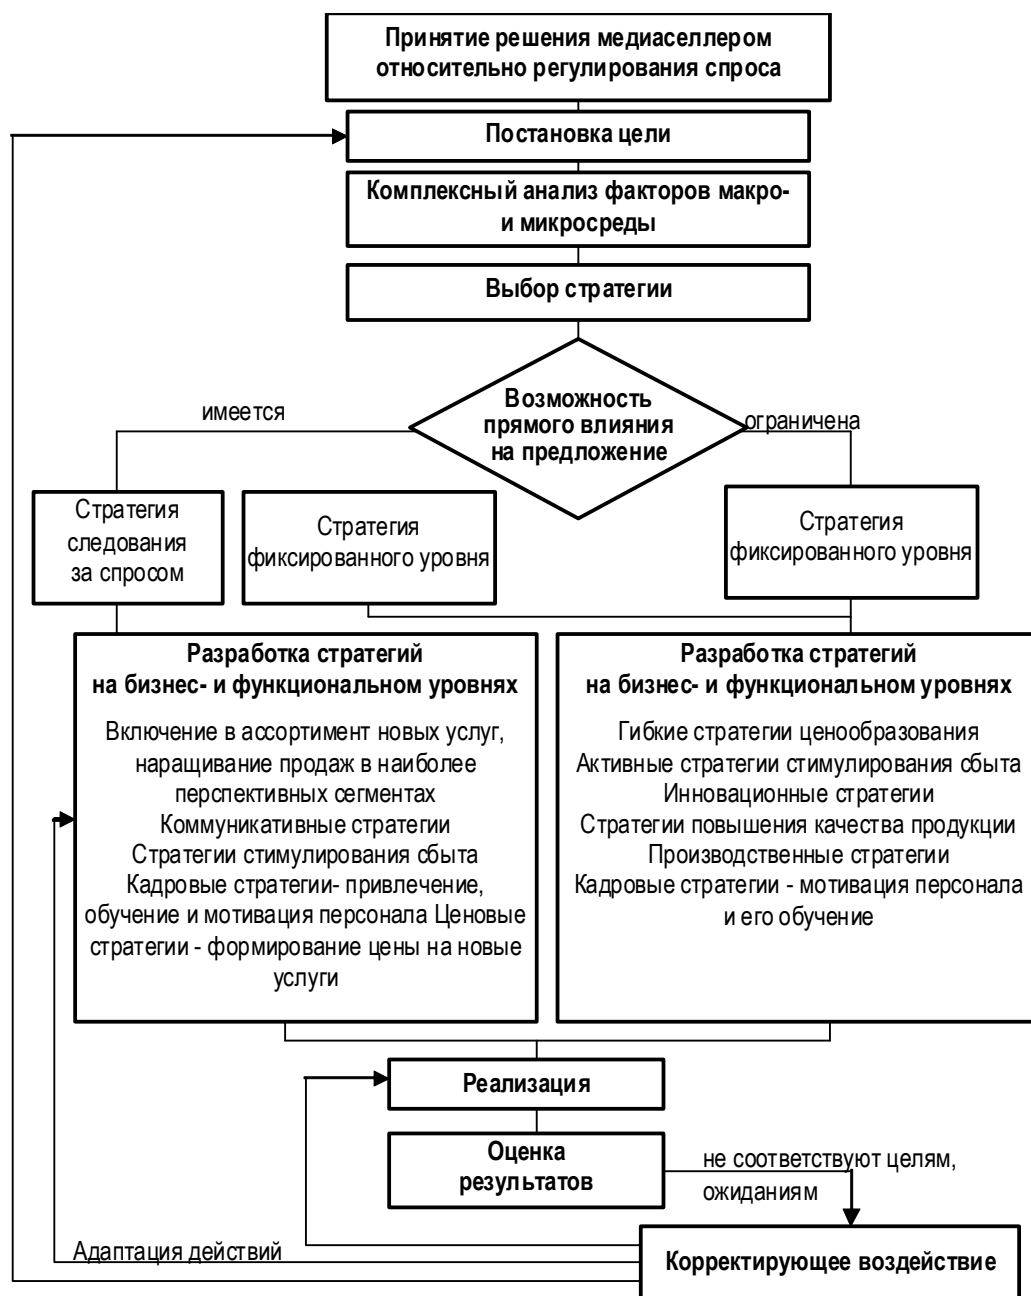 Принятие решения медиаселлером
относительно регулирования спроса
Постановка цели
Комплексный анализ факторов макро-
и микросреды
Выбор стратегии
Возможность
прямого влияния
на предложение
имеется
ограничена
Стратегия
следования
за спросом
Стратегия
фиксированного уровня
Стратегия
фиксированного уровня
Разработка стратегий
на бизнес- и функциональном уровнях
Включение в ассортимент новых услуг,
наращивание продаж в наиболее
перспективных сегментах
Коммуникативные стратегии
Стратегии стимулирования сбыта
Кадровые стратегии- привлечение,
обучение и мотивация персонала Ценовые
стратегии - формирование цены на новые
услуги
Разработка стратегий
на бизнес- и функциональном уровнях
Гибкие стратегии ценообразования
Активные стратегии стимулирования сбыта
Инновационные стратегии
Стратегии повышения качества продукции
Производственные стратегии
Кадровые стратегии - мотивация персонала
и его обучение
Реализация
Оценка
результатов
не соответствуют целям,
ожиданиям
Адаптация действий
Корректирующее воздействие